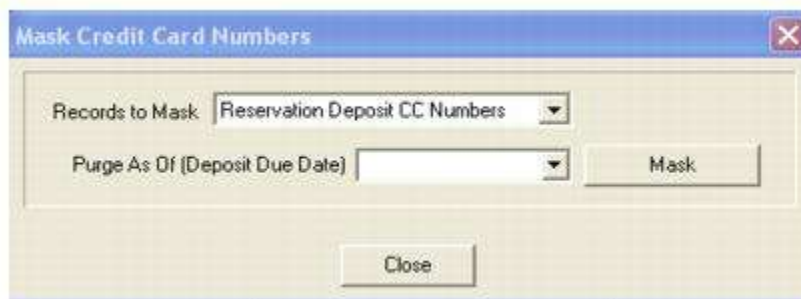 Mask Credit Card Numbers
Records to Mask Reservation Deposit CC Numbers
Purge As Of (Deposit Due Date) Mask
Close